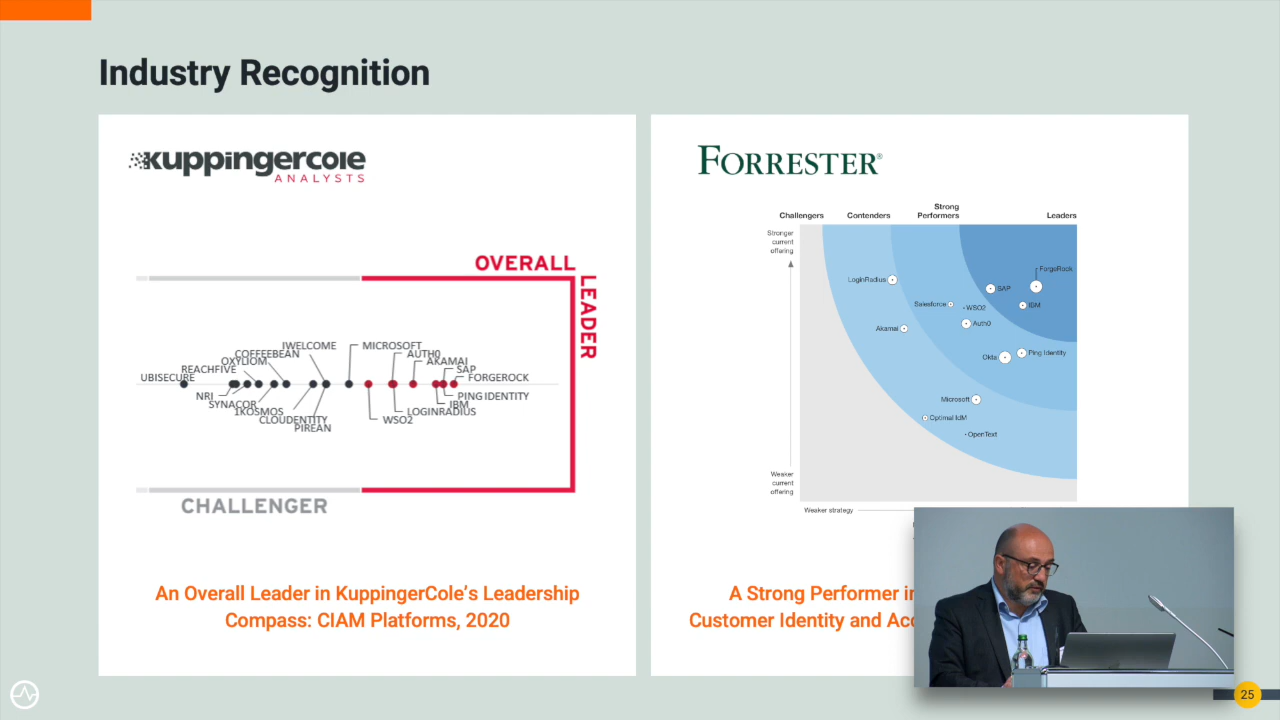 Industry Recognition
kuppingercole
ANALYSTS
OVERALL
LEADER
IWELCOME
MICROSOFT
COFFEEBEAN
AUTH0
OXYLIOM
AKAMAI
REACHFIVE
SAP
UBISECURE
FORGEROCK
NRI
PING IDENTITY
SYNACOR
IBM
1KOSMOS
LOGINRADIUS
CLOUDENTITY
WSO2
PIREAN
CHALLENGER
An Overall Leader in KuppingerCole's Leadership
Compass: CIAM Platforms, 2020
FORRESTER®
Challengers
Contenders
Strong
Performers
Leaders
Stronger
current
offering
ForgeRock
LoginRadius
SAP
Salesforce
WSO2
IBM
Akamai
Auth0
Okta
Ping Identity
Microsoft
Optimal IdM
OpenText
Weaker
current
offering
Weaker strategy
A Strong Performer in
Customer Identity and
25